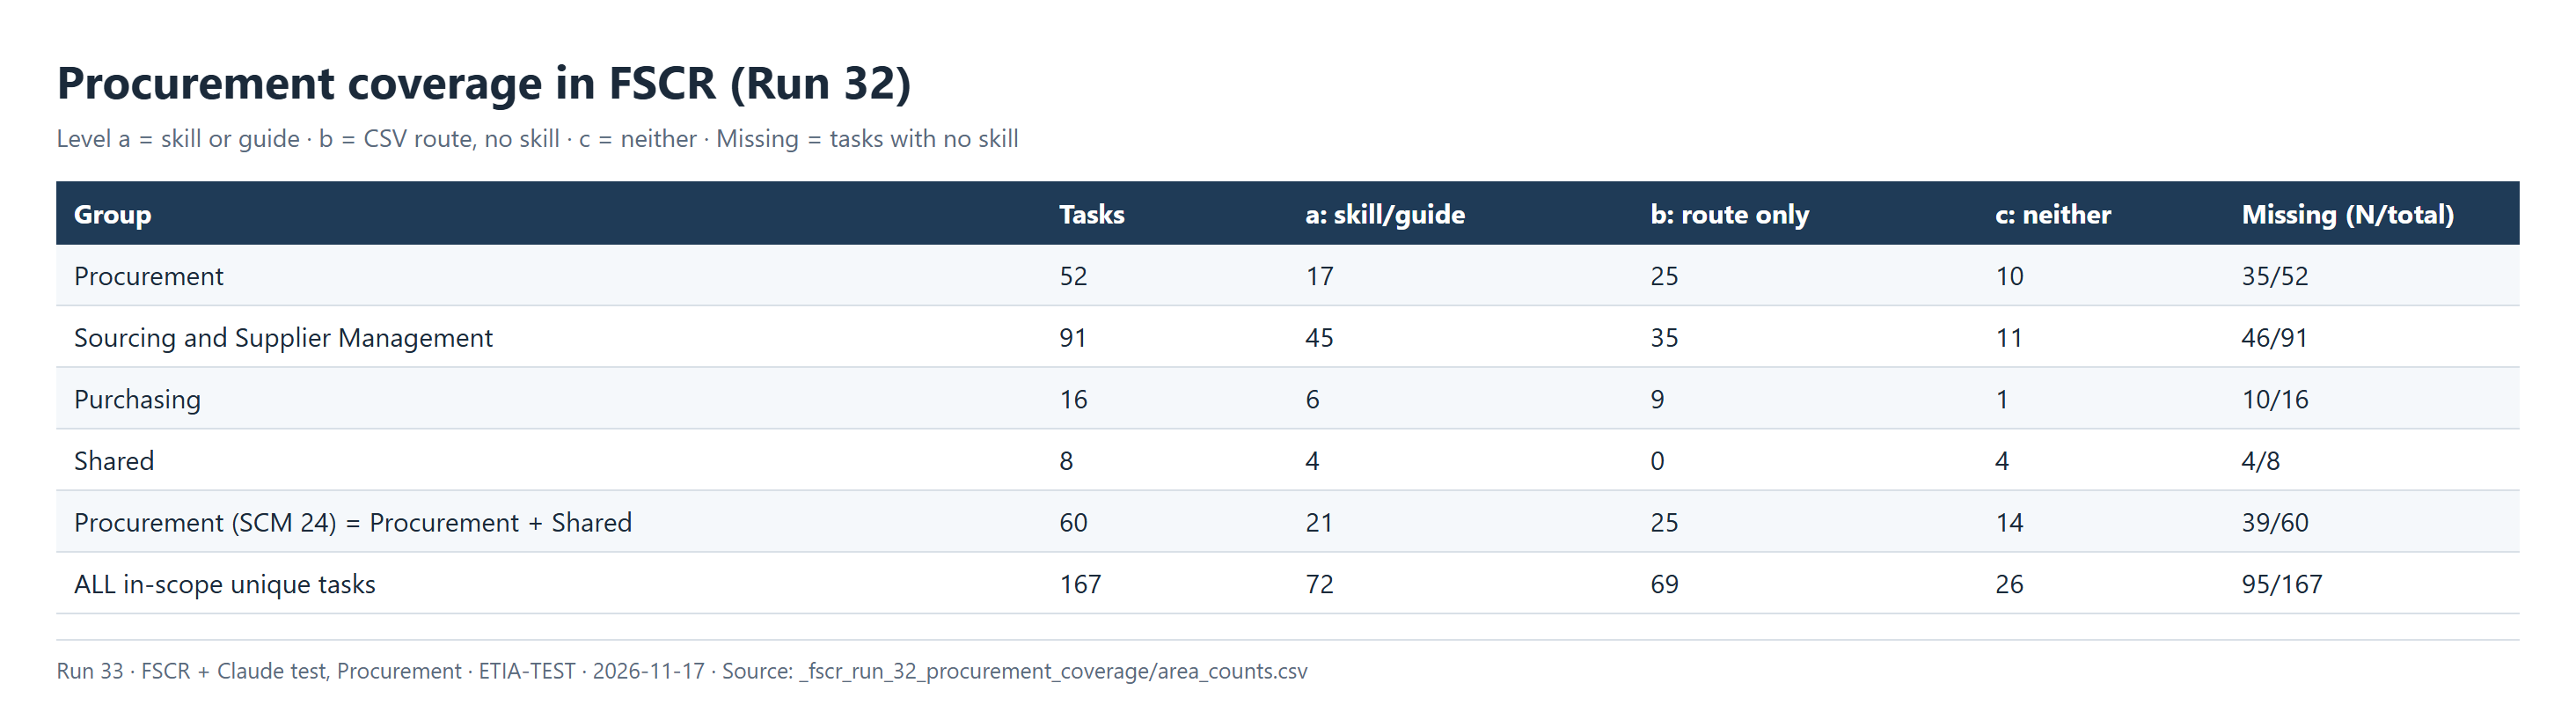 Procurement coverage in FSCR (Run 32)
Level a = skill or guide · b = CSV route, no skill · c = neither · Missing = tasks with no skill
Group Tasks a: skill/guide b: route only c: neither Missing (N/total)
Procurement 52 17 25 10 35/52
Sourcing and Supplier Management 91 45 35 11 46/91
Purchasing 16 6 9 1 10/16
Shared 8 4 0 4 4/8
Procurement (SCM 24) = Procurement + Shared 60 21 25 14 39/60
ALL in-scope unique tasks 167 72 69 26 95/167
Run 33 · FSCR + Claude test, Procurement · ETIA-TEST · 2026-11-17 · Source: _fscr_run_32_procurement_coverage/area_counts.csv